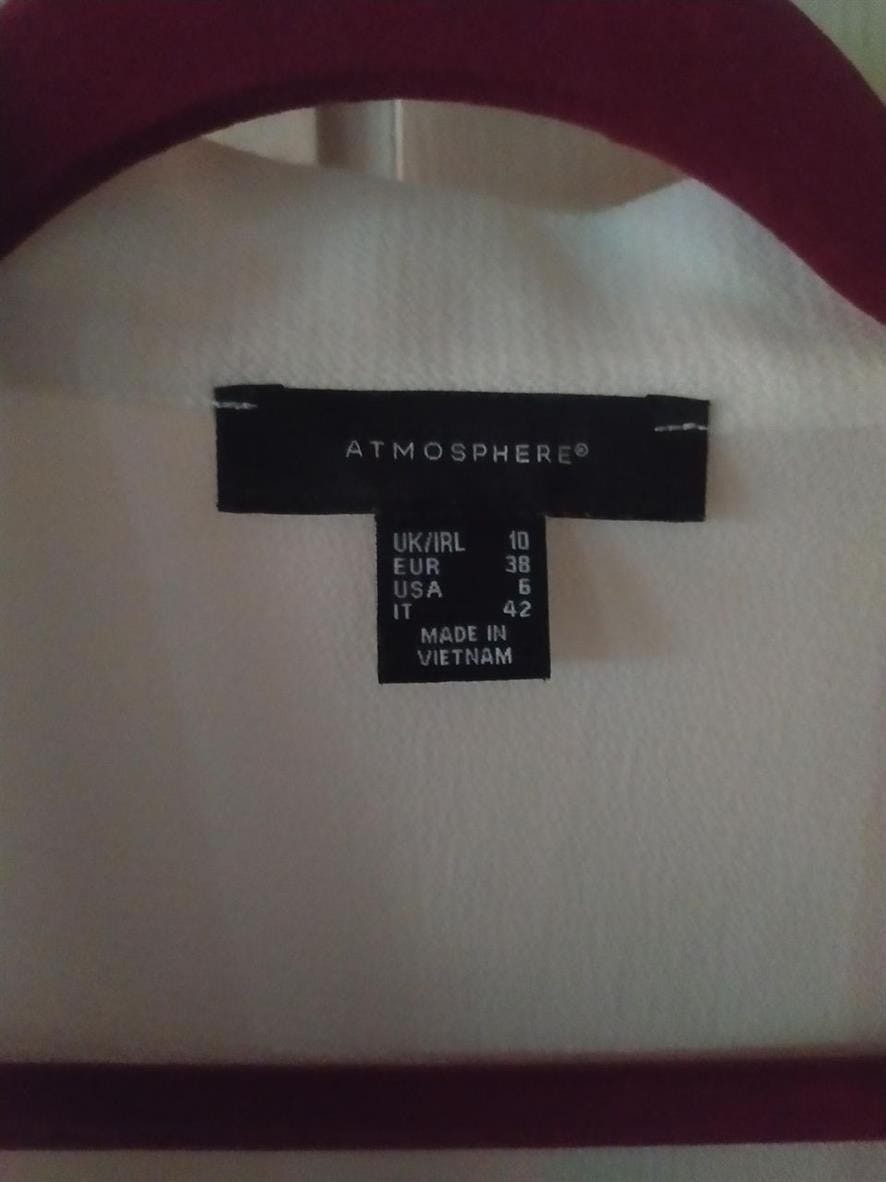 ATMOSPHERE®
UK/IRL 10
EUR 38
USA 6
IT 42
MADE IN
VIETNAM